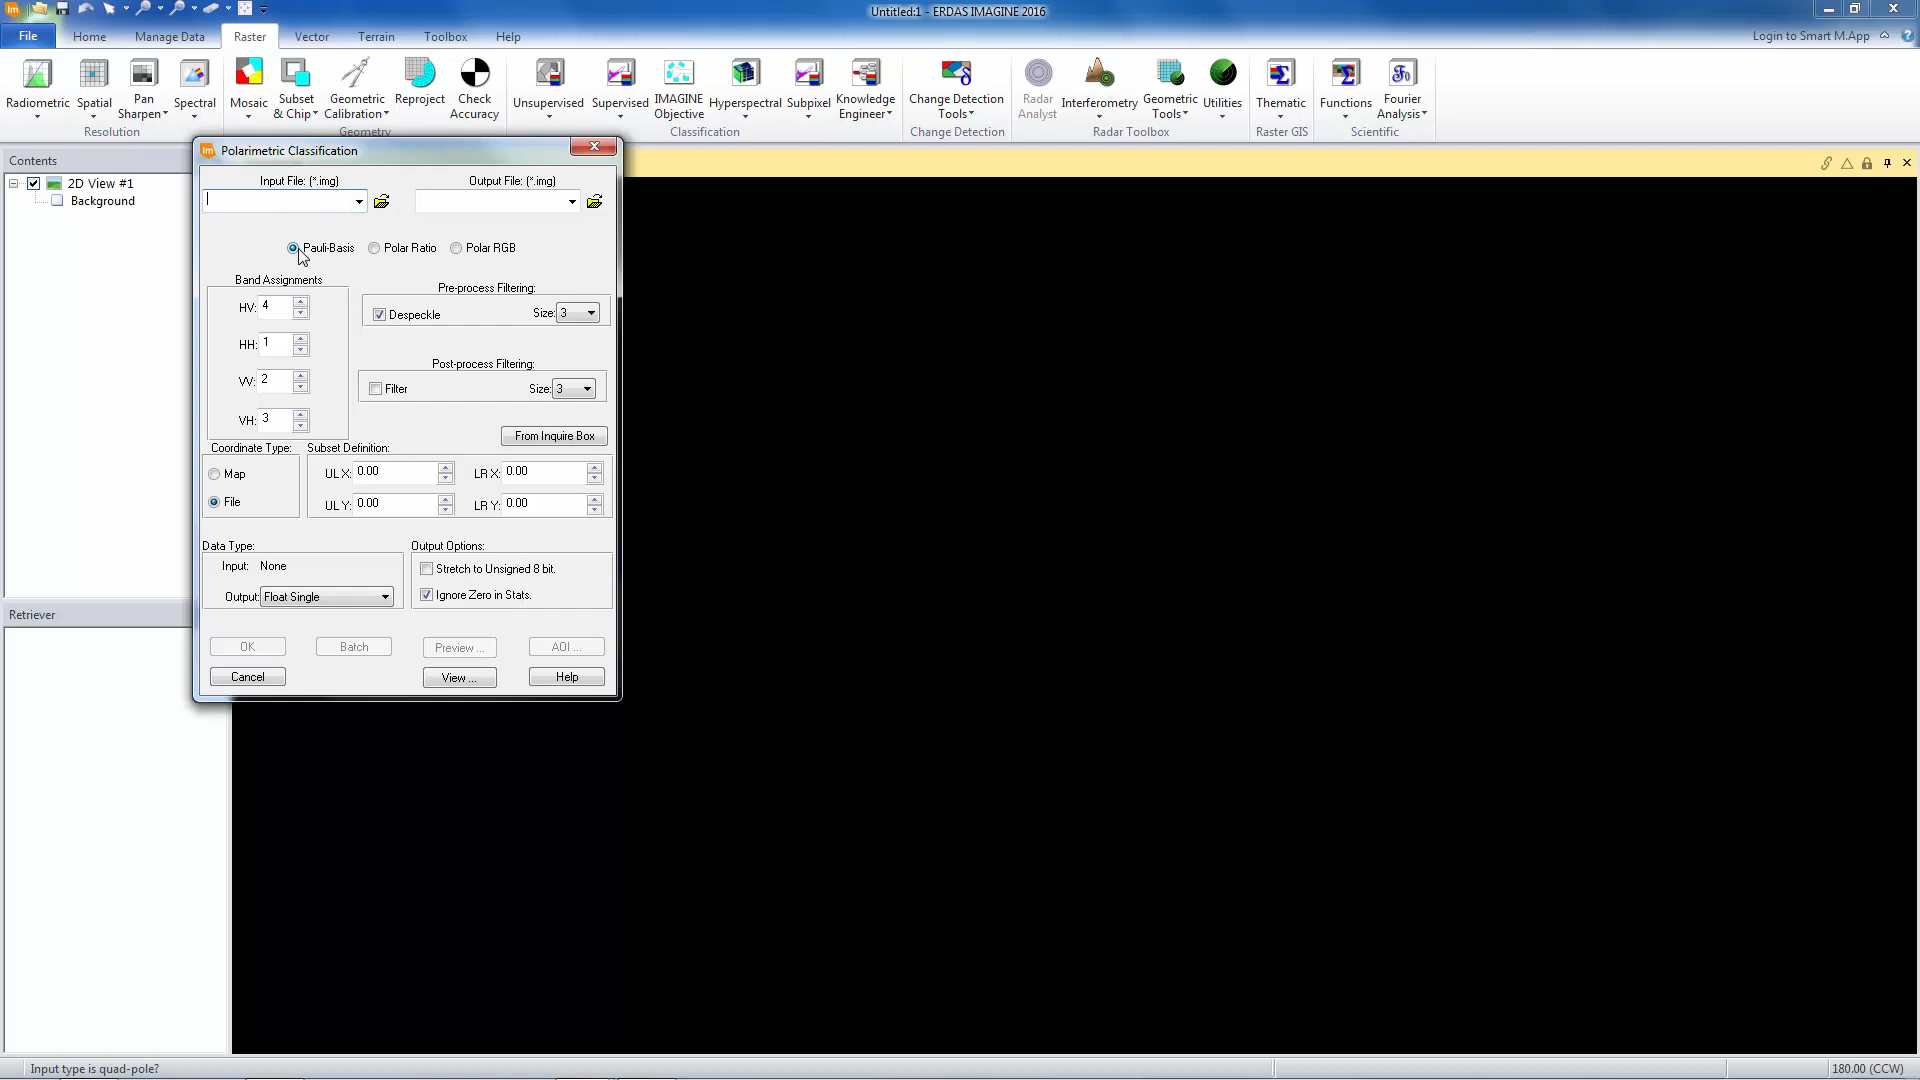 Untitled:1 - ERDAS IMAGINE 2016
File Home Manage Data Raster Vector Terrain Toolbox Help Login to Smart M.App
Radiometric Spatial Pan Sharpen Spectral Mosaic Subset & Chip Geometric Calibration Reproject Check Accuracy Unsupervised Supervised IMAGINE Objective Hyperspectral Subpixel Knowledge Engineer Change Detection Tools Radar Analyst Interferometry Geometric Tools Utilities Thematic Functions Fourier Analysis
Resolution Geometry Classification Change Detection Radar Toolbox Raster GIS Scientific
Contents
2D View #1
Background
Retriever
Polarimetric Classification
Input File: (*.img) Output File: (*.img)
Pauli-Basis Polar Ratio Polar RGB
Band Assignments
HV: 4
HH: 1
VV: 2
VH: 3
Pre-process Filtering:
Despeckle Size: 3
Post-process Filtering:
Filter Size: 3
From Inquire Box
Coordinate Type: Subset Definition:
Map UL X: 0.00 LR X: 0.00
File UL Y: 0.00 LR Y: 0.00
Data Type: Output Options:
Input: None Stretch to Unsigned 8 bit.
Output: Float Single Ignore Zero in Stats.
OK Batch Preview ... AOI ...
Cancel View ... Help
Input type is quad-pole? 180.00 (CCW)